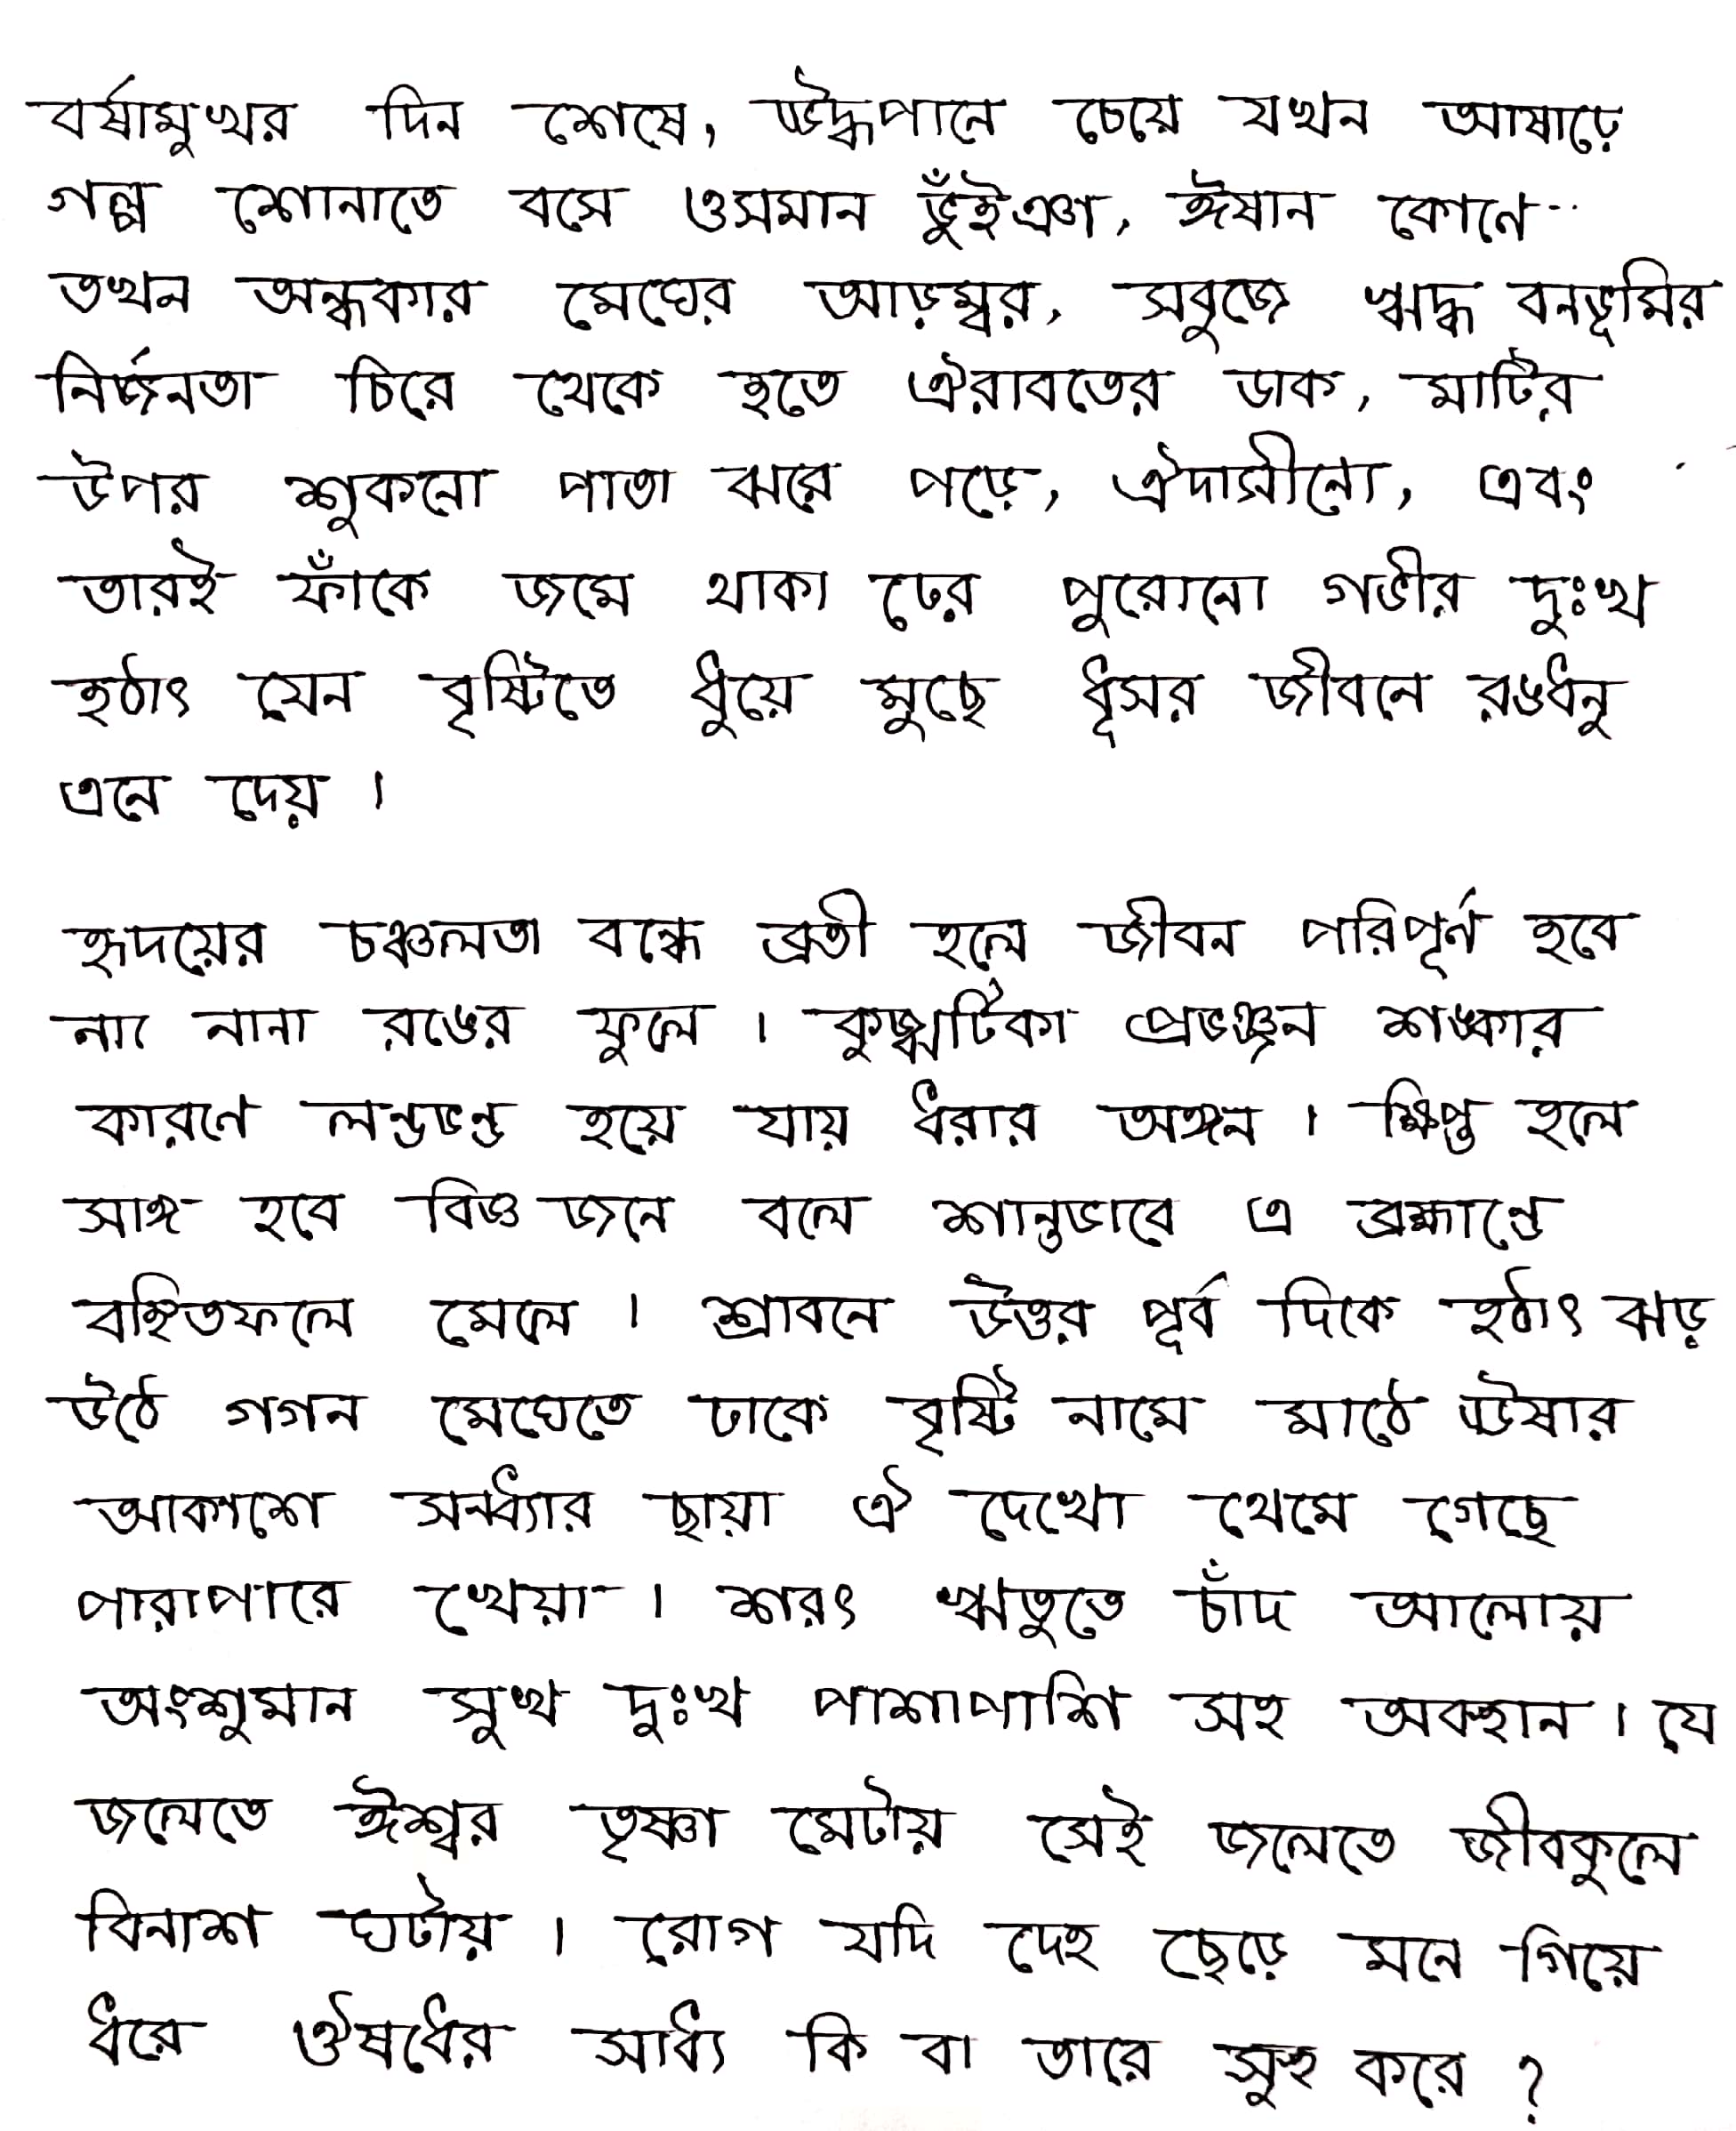 বর্ষামুখর দিন শেষে, ঊদ্ধপানে চেয়ে যখন আষাঢ়ে
গল্প শোনাতে বসে ওসমান ভুঁইঞা, ঈষান কোণে
তখন অন্ধকার মেঘের আড়ম্বর, সবুজে ঋদ্ধ বনভূমির
নির্জনতা চিরে থেকে হতে ঐরাবতের ডাক, মাটির
উপর শুকনো পাতা ঝরে পড়ে, ঐদাসীন্যে, এবং
তারই ফাঁকে জমে থাকা ঢের পুরোনো গভীর দুঃখ
হঠাৎ যেন বৃষ্টিতে ধুয়ে মুছে ধূসর জীবনে রঙধনু
এনে দেয়।
হৃদয়ের চঞ্চলতা বন্ধে ব্রতী হলে জীবন পরিপূর্ন হবে
না নানা রঙের ফুলে। কুজ্ঝটিকা প্রভঞ্জন শঙ্কার
কারণে লন্ডভন্ড হয়ে যায় ধরার অঙ্গন। ক্ষিপ্ত হলে
সাঙ্গ হবে বিজ্ঞ জনে বলে শান্তভাবে এ ব্রহ্মান্ডে
বহ্নিতফলে মেলে। শ্রাবনে উত্তর পূর্ব দিকে হঠাৎ ঝড়
উঠে গগন মেঘেতে ঢাকে বৃষ্টি নামে মাঠে ঊষার
আকাশে সন্ধ্যার ছায়া ঐ দেখো থেমে গেছে
পারাপারে খেয়া। শরৎ ঋতুতে চাঁদ আলোয়
অংশুমান সুখ দুঃখ পাশাপাশি সহ অবস্থান। যে
জলেতে ঈশ্বর তৃষ্ণা মেটায় সেই জলেতে জীবকুলে
বিনাশ ঘটায়। রোগ যদি দেহ ছেড়ে মনে গিয়ে
ধরে ঔষধের সাধ্য কি বা তারে সুস্থ করে ?